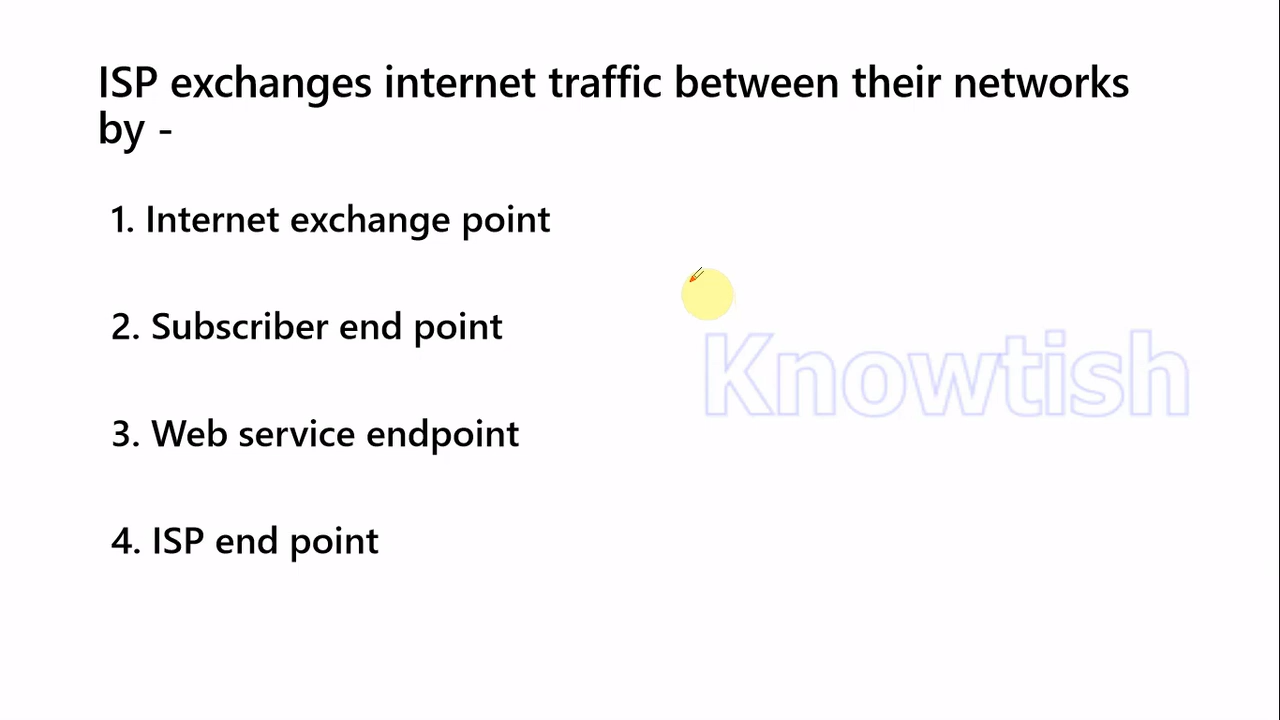 ISP exchanges internet traffic between their networks
by -
1. Internet exchange point
2. Subscriber end point
Knowtish
3. Web service endpoint
4. ISP end point